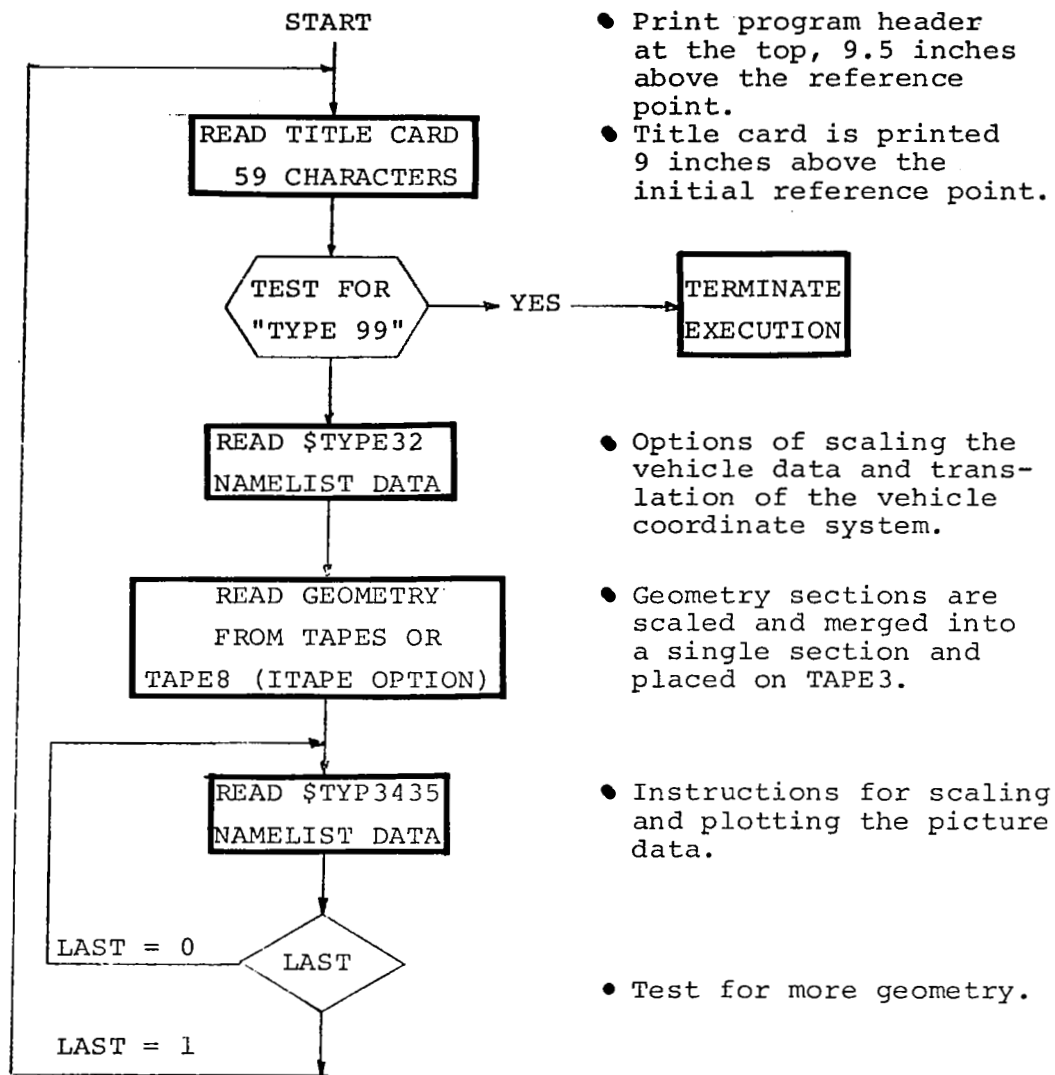 START
● Print program header
at the top, 9.5 inches
above the reference
point.
● Title card is printed
9 inches above the
initial reference point.
READ TITLE CARD
59 CHARACTERS
TEST FOR
"TYPE 99"
YES
TERMINATE
EXECUTION
READ $TYPE32
NAMELIST DATA
● Options of scaling the
vehicle data and trans-
lation of the vehicle
coordinate system.
READ GEOMETRY
FROM TAPES OR
TAPE8 (ITAPE OPTION)
● Geometry sections are
scaled and merged into
a single section and
placed on TAPE3.
READ $TYP3435
NAMELIST DATA
● Instructions for scaling
and plotting the picture
data.
LAST = 0
LAST
● Test for more geometry.
LAST = 1